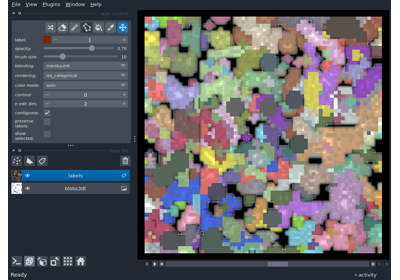 File View Plugins Window Help
label: 1
opacity: 0.70
brush size: 10
blending: translucent
rendering: iso_categorical
color mode: auto
contour: 0
n edit dim: 2
contiguous:
preserve labels:
show selected:
labels
blobs3d
Ready activity